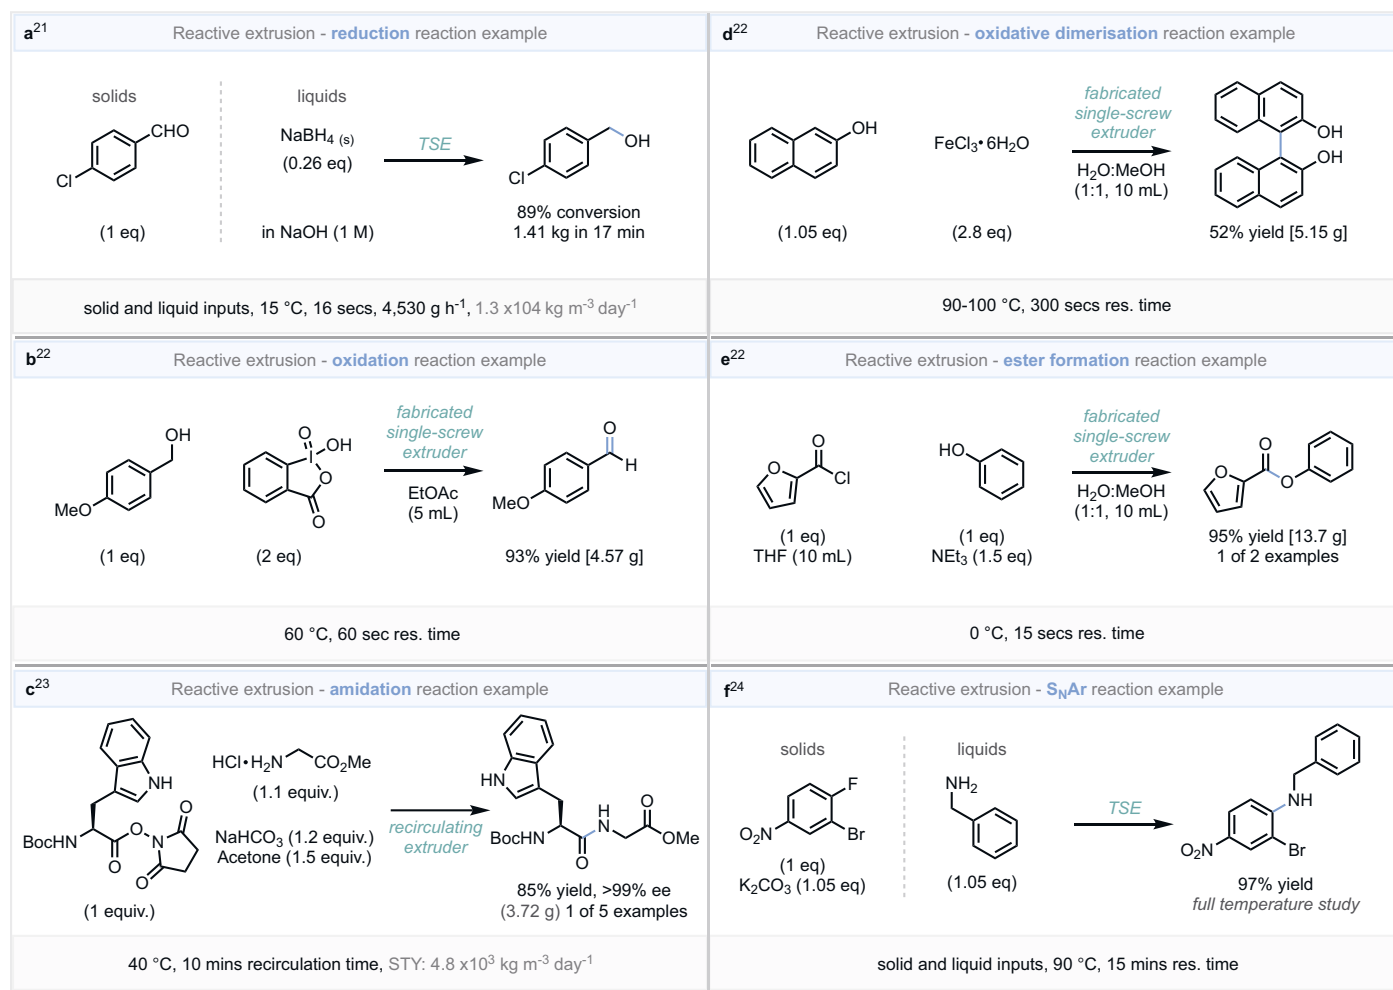 a²¹ Reactive extrusion - reduction reaction example
solids
liquids
CHO
Cl
(1 eq)
NaBH₄ (s)
(0.26 eq)
in NaOH (1 M)
TSE
OH
Cl
89% conversion
1.41 kg in 17 min
solid and liquid inputs, 15 °C, 16 secs, 4,530 g h⁻¹, 1.3 x104 kg m⁻³ day⁻¹
d²² Reactive extrusion - oxidative dimerisation reaction example
OH
(1.05 eq)
FeCl₃•6H₂O
(2.8 eq)
fabricated
single-screw
extruder
H₂O:MeOH
(1:1, 10 mL)
OH
OH
52% yield [5.15 g]
90-100 °C, 300 secs res. time
b²² Reactive extrusion - oxidation reaction example
OH
MeO
(1 eq)
O
OH
I
O
O
(2 eq)
fabricated
single-screw
extruder
EtOAc
(5 mL)
O
H
MeO
93% yield [4.57 g]
60 °C, 60 sec res. time
e²² Reactive extrusion - ester formation reaction example
O
O
Cl
(1 eq)
THF (10 mL)
HO
(1 eq)
NEt₃ (1.5 eq)
fabricated
single-screw
extruder
H₂O:MeOH
(1:1, 10 mL)
O
O
O
95% yield [13.7 g]
1 of 2 examples
0 °C, 15 secs res. time
c²³ Reactive extrusion - amidation reaction example
NH
BocHN
O
O
O
N
O
(1 equiv.)
HCl•H₂N CO₂Me
(1.1 equiv.)
NaHCO₃ (1.2 equiv.)
Acetone (1.5 equiv.)
recirculating
extruder
HN
H
N
O
BocHN
OMe
O
85% yield, >99% ee
(3.72 g) 1 of 5 examples
40 °C, 10 mins recirculation time, STY: 4.8 x10³ kg m⁻³ day⁻¹
f²⁴ Reactive extrusion - SNAr reaction example
solids
liquids
F
Br
O₂N
(1 eq)
K₂CO₃ (1.05 eq)
NH₂
(1.05 eq)
TSE
NH
Br
O₂N
97% yield
full temperature study
solid and liquid inputs, 90 °C, 15 mins res. time